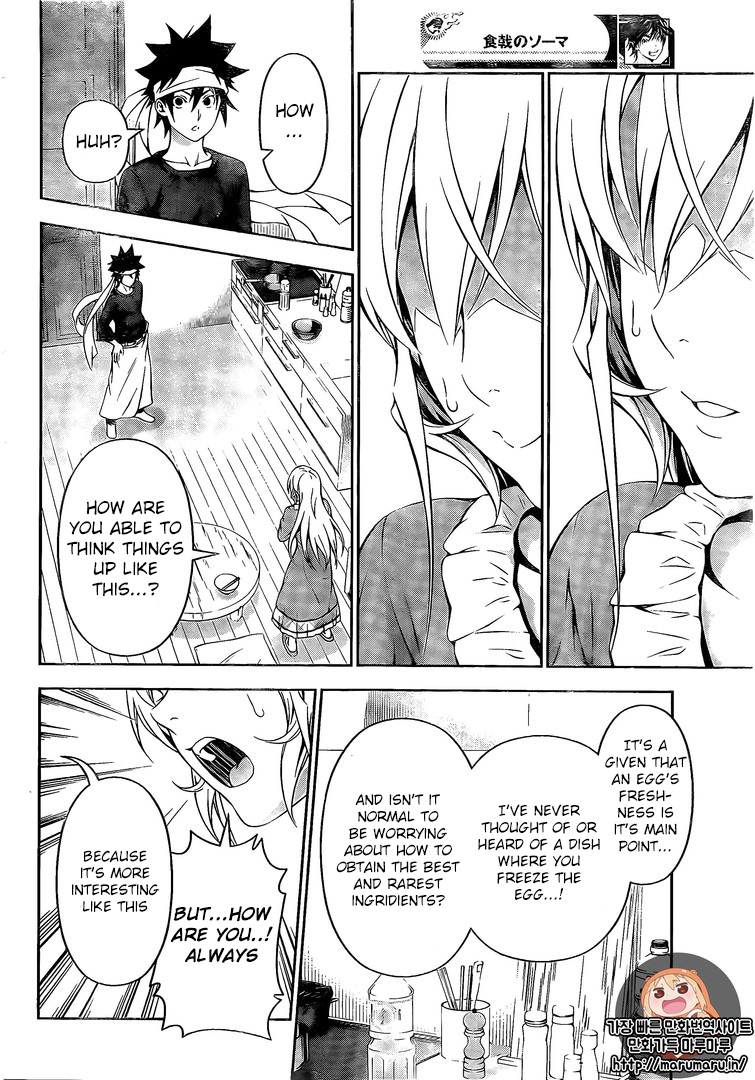 食戟のソーマ
HOW
...
HUH?
HOW ARE
YOU ABLE TO
THINK THINGS
UP LIKE
THIS...?
IT'S A
GIVEN THAT
AN EGG'S
FRESH-
NESS IS
IT'S MAIN
POINT...
I'VE NEVER
THOUGHT OF OR
HEARD OF A DISH
WHERE YOU
FREEZE THE
EGG...!
AND ISN'T IT
NORMAL TO
BE WORRYING
ABOUT HOW TO
OBTAIN THE BEST
AND RAREST
INGRIDIENTS?
BUT...HOW
ARE YOU..!
ALWAYS
BECAUSE
IT'S MORE
INTERESTING
LIKE THIS
가장 빠른 만화번역사이트
만화가득 마루마루
http://marumaru.in/